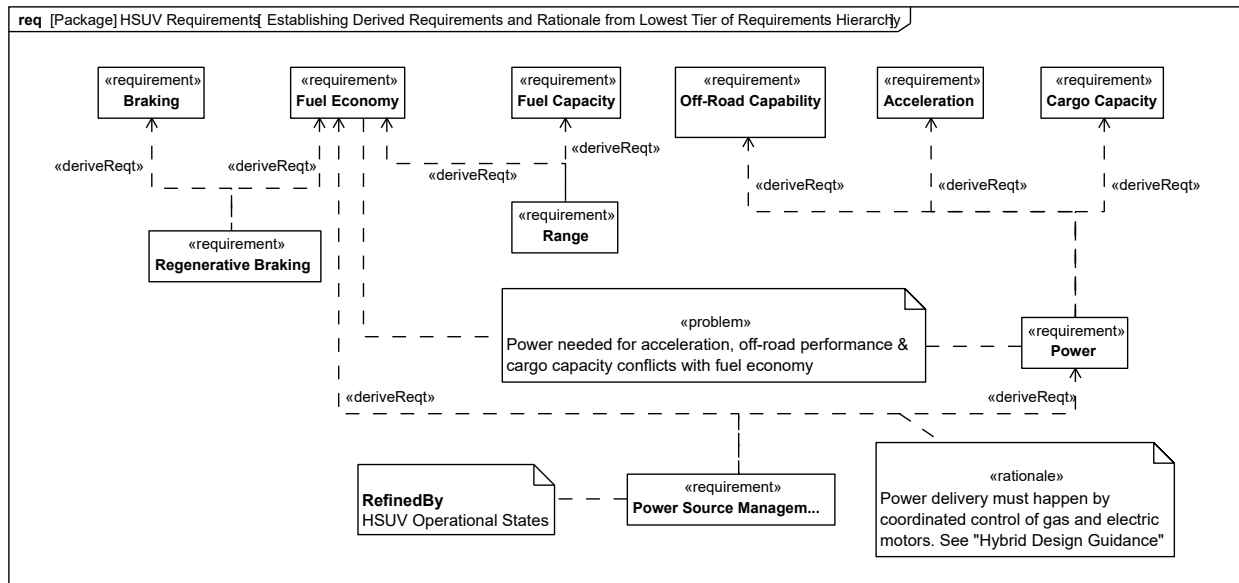 req [Package] HSUV Requirements[ Establishing Derived Requirements and Rationale from Lowest Tier of Requirements Hierarchy]
«requirement»
Braking
«requirement»
Fuel Economy
«requirement»
Fuel Capacity
«requirement»
Off-Road Capability
«requirement»
Acceleration
«requirement»
Cargo Capacity
«deriveReqt»
«deriveReqt»
«deriveReqt»
«deriveReqt»
«deriveReqt»
«deriveReqt»
«deriveReqt»
«requirement»
Regenerative Braking
«requirement»
Range
«problem»
Power needed for acceleration, off-road performance &
cargo capacity conflicts with fuel economy
«requirement»
Power
«deriveReqt»
«deriveReqt»
RefinedBy
HSUV Operational States
«requirement»
Power Source Managem...
«rationale»
Power delivery must happen by
coordinated control of gas and electric
motors. See "Hybrid Design Guidance"